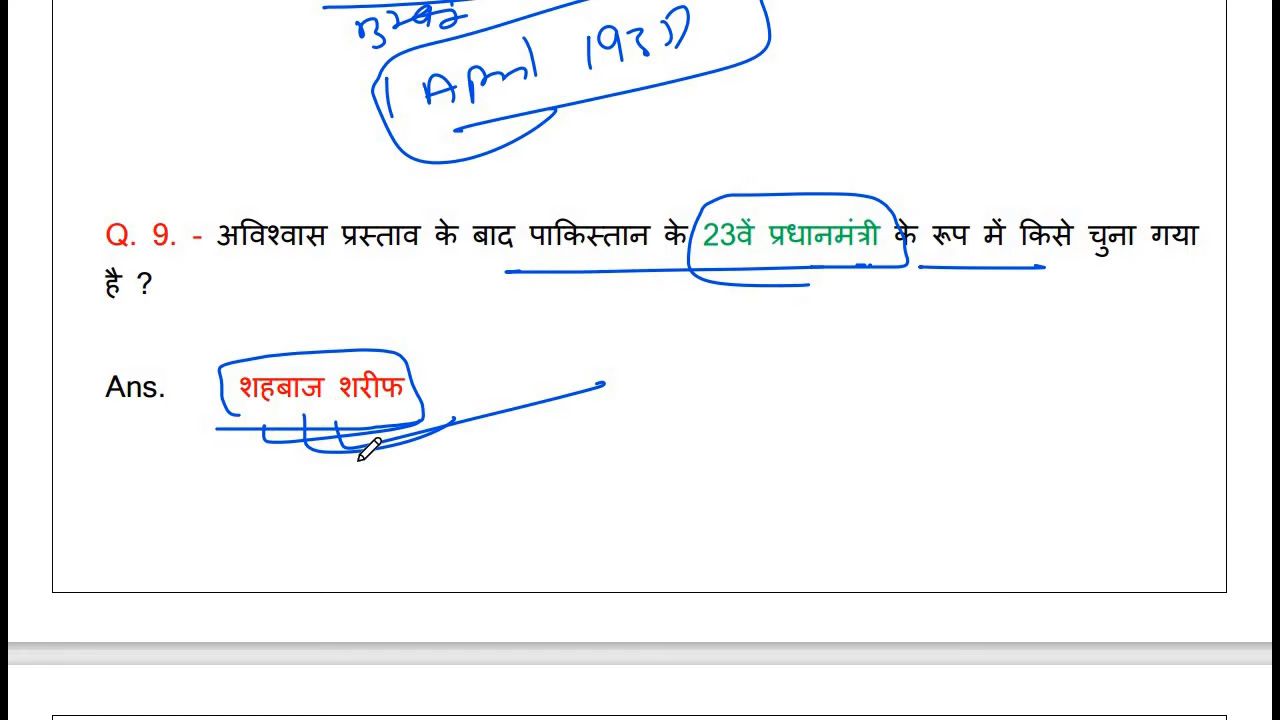 1 April 1937
Q. 9. - अविश्वास प्रस्ताव के बाद पाकिस्तान के 23वें प्रधानमंत्री के रूप में किसे चुना गया
है ?
Ans. शहबाज शरीफ